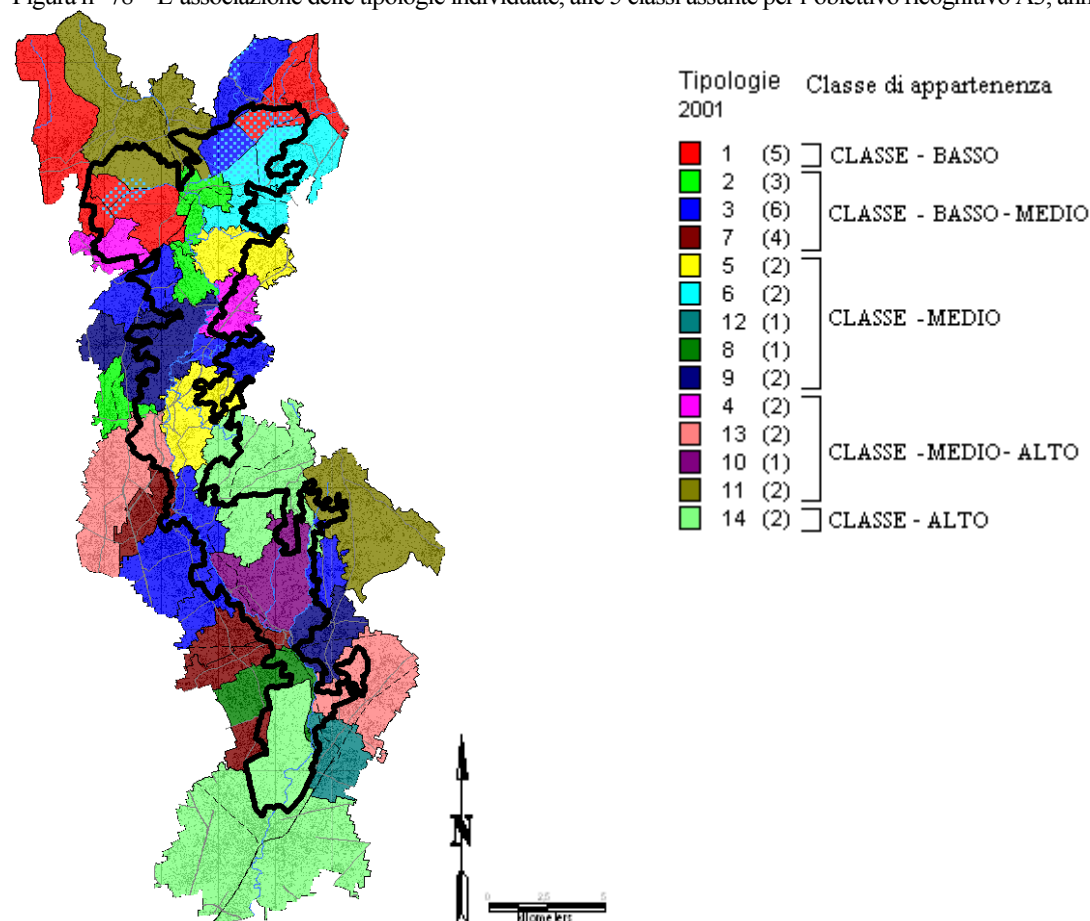 Figura n° 78 – L'associazione delle tipologie individuate, alle 5 classi assunte per l'obiettivo ricognitivo A5,
Tipologie Classe di appartenenza
2001
1 (5) CLASSE - BASSO
2 (3)
3 (6) CLASSE - BASSO - MEDIO
7 (4)
5 (2)
6 (2)
12 (1) CLASSE - MEDIO
8 (1)
9 (2)
4 (2)
13 (2)
10 (1) CLASSE - MEDIO - ALTO
11 (2)
14 (2) CLASSE - ALTO
N
0 2,5 5
kilometers